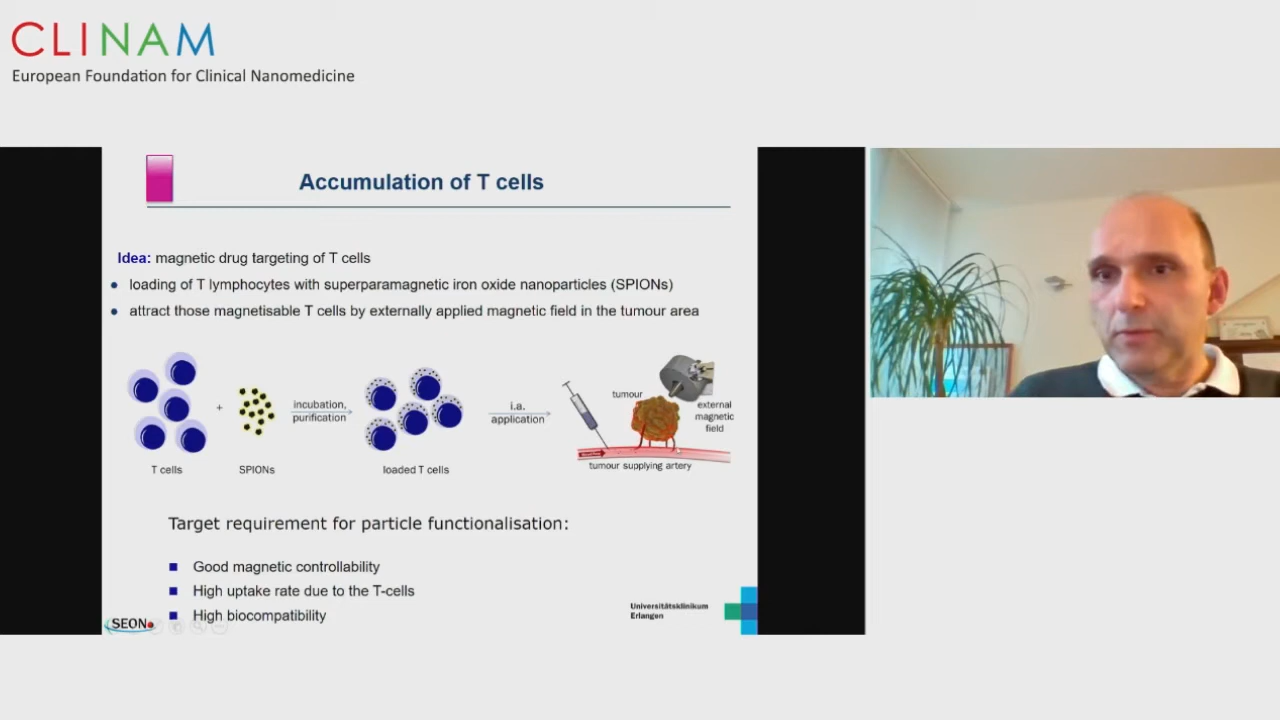 CLINAM
European Foundation for Clinical Nanomedicine
Accumulation of T cells
Idea: magnetic drug targeting of T cells
loading of T lymphocytes with superparamagnetic iron oxide nanoparticles (SPIONs)
attract those magnetisable T cells by externally applied magnetic field in the tumour area
+
incubation,
purification
i.a.
application
tumour
external
magnetic
field
T cells
SPIONs
loaded T cells
tumour supplying artery
Target requirement for particle functionalisation:
Good magnetic controllability
High uptake rate due to the T-cells
High biocompatibility
SEON
Universitätsklinikum
Erlangen